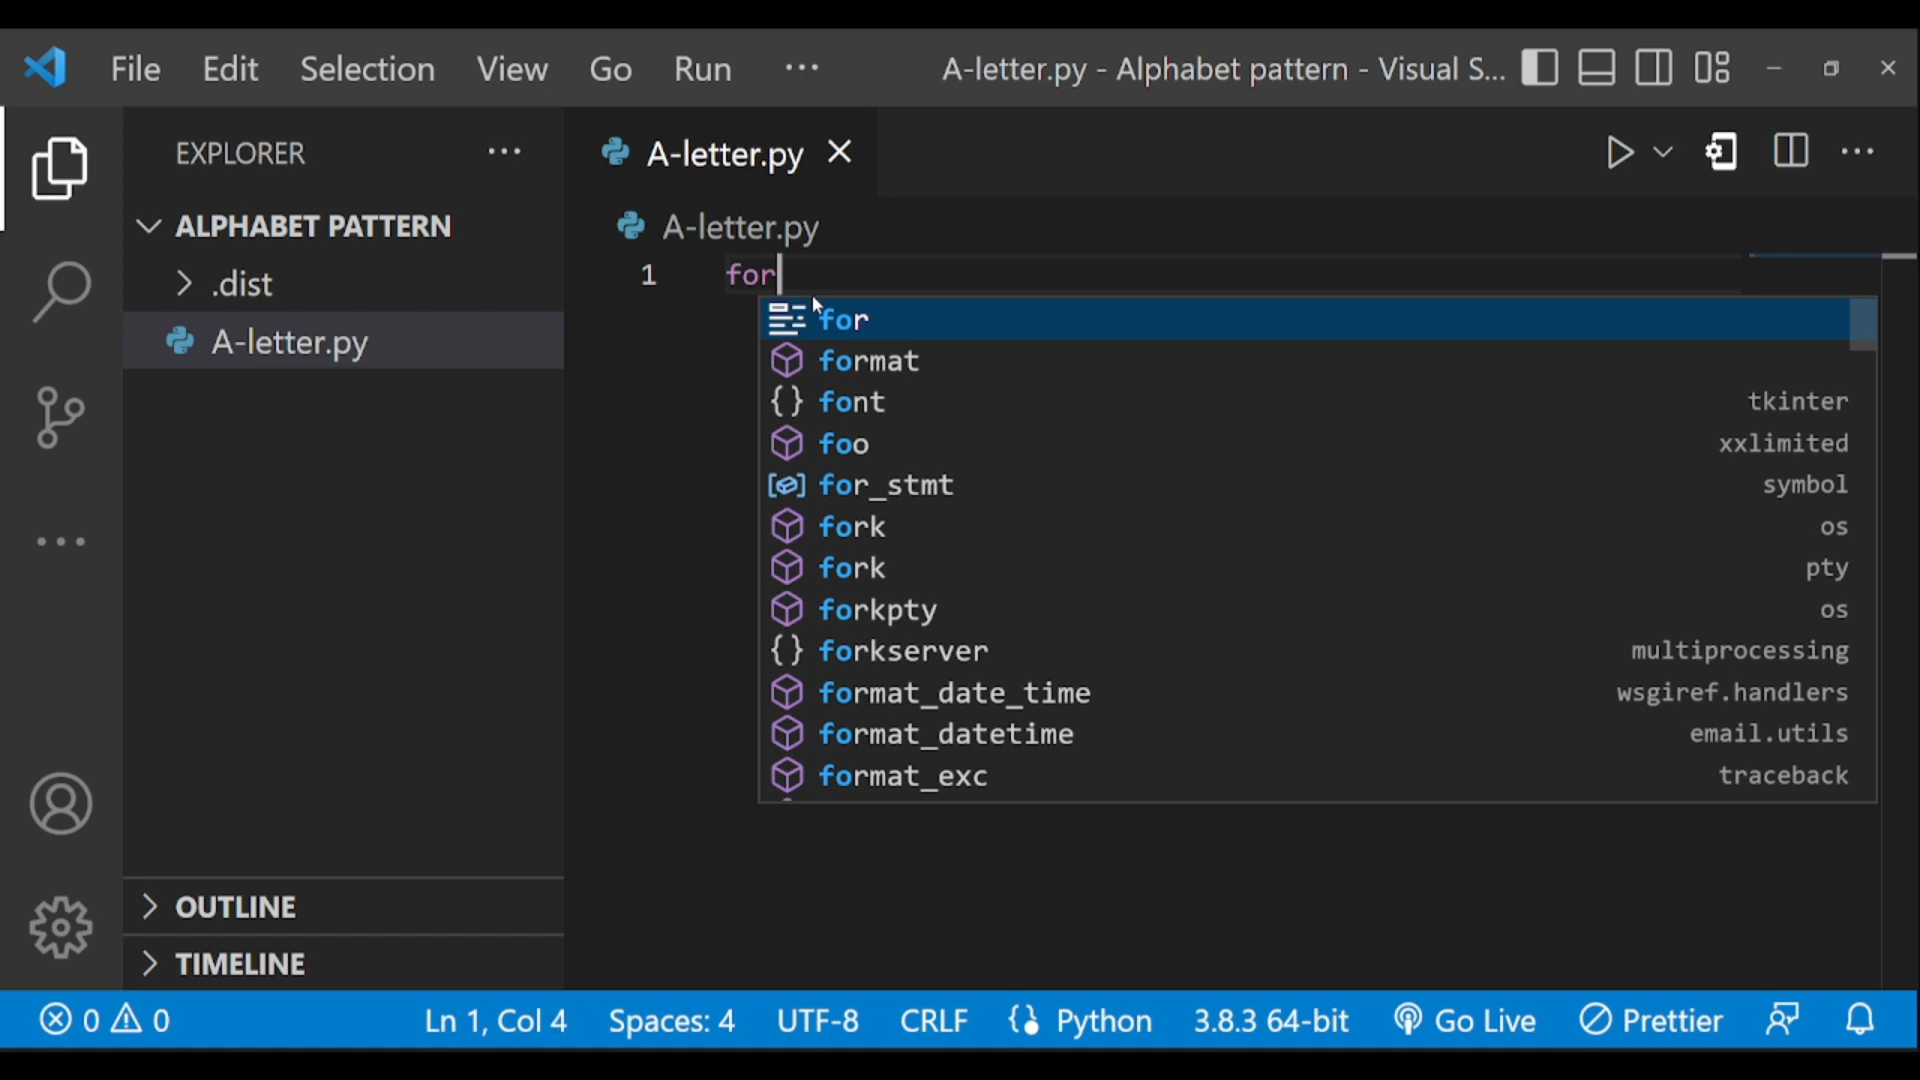 File Edit Selection View Go Run ··· A-letter.py - Alphabet pattern - Visual S...
EXPLORER ···
ALPHABET PATTERN
.dist
A-letter.py
OUTLINE
TIMELINE
A-letter.py
A-letter.py
1 for
for
format
font tkinter
foo xxlimited
for_stmt symbol
fork os
fork pty
forkpty os
forkserver multiprocessing
format_date_time wsgiref.handlers
format_datetime email.utils
format_exc traceback
0 0 Ln 1, Col 4 Spaces: 4 UTF-8 CRLF Python 3.8.3 64-bit Go Live Prettier